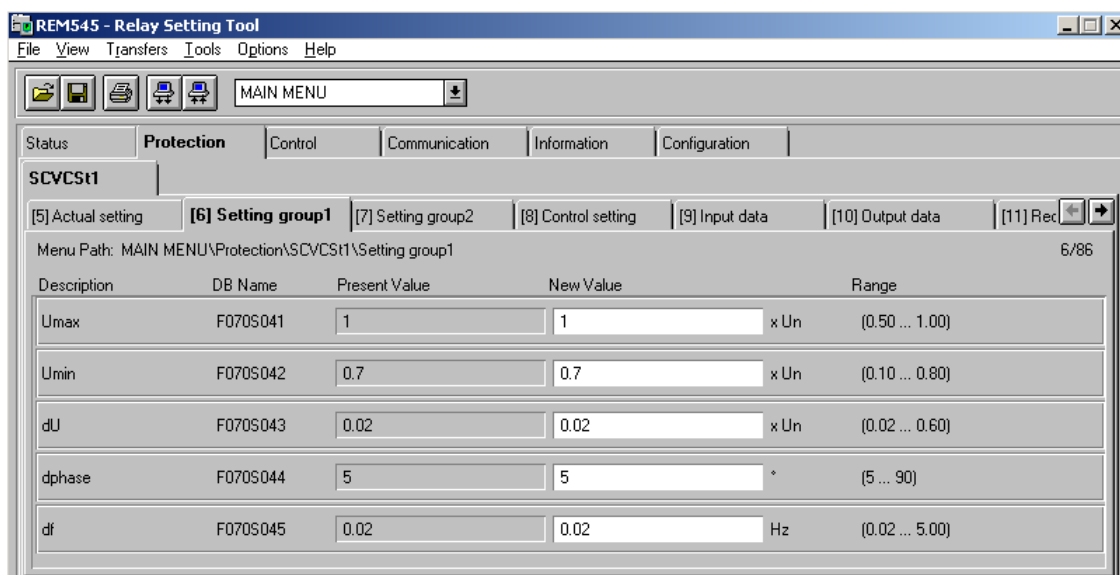 REM545 - Relay Setting Tool
File View Transfers Tools Options Help
MAIN MENU
Status Protection Control Communication Information Configuration
SCVCSt1
[5] Actual setting [6] Setting group1 [7] Setting group2 [8] Control setting [9] Input data [10] Output data [11] Rec
Menu Path: MAIN MENU\Protection\SCVCSt1\Setting group1 6/86
Description DB Name Present Value New Value Range
Umax F070S041 1 1 x Un (0.50 ... 1.00)
Umin F070S042 0.7 0.7 x Un (0.10 ... 0.80)
dU F070S043 0.02 0.02 x Un (0.02 ... 0.60)
dphase F070S044 5 5 ° (5 ... 90)
df F070S045 0.02 0.02 Hz (0.02 ... 5.00)